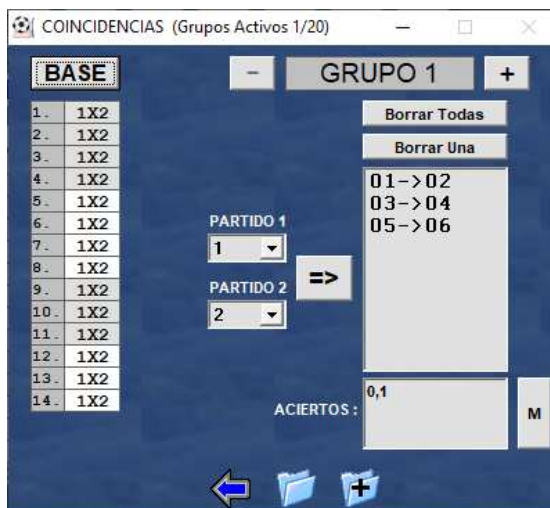 COINCIDENCIAS (Grupos Activos 1/20)
BASE
-
GRUPO 1
+
1. 1X2
2. 1X2
3. 1X2
4. 1X2
5. 1X2
6. 1X2
7. 1X2
8. 1X2
9. 1X2
10. 1X2
11. 1X2
12. 1X2
13. 1X2
14. 1X2
PARTIDO 1
1
PARTIDO 2
2
=>
Borrar Todas
Borrar Una
01->02
03->04
05->06
ACIERTOS :
0,1
M